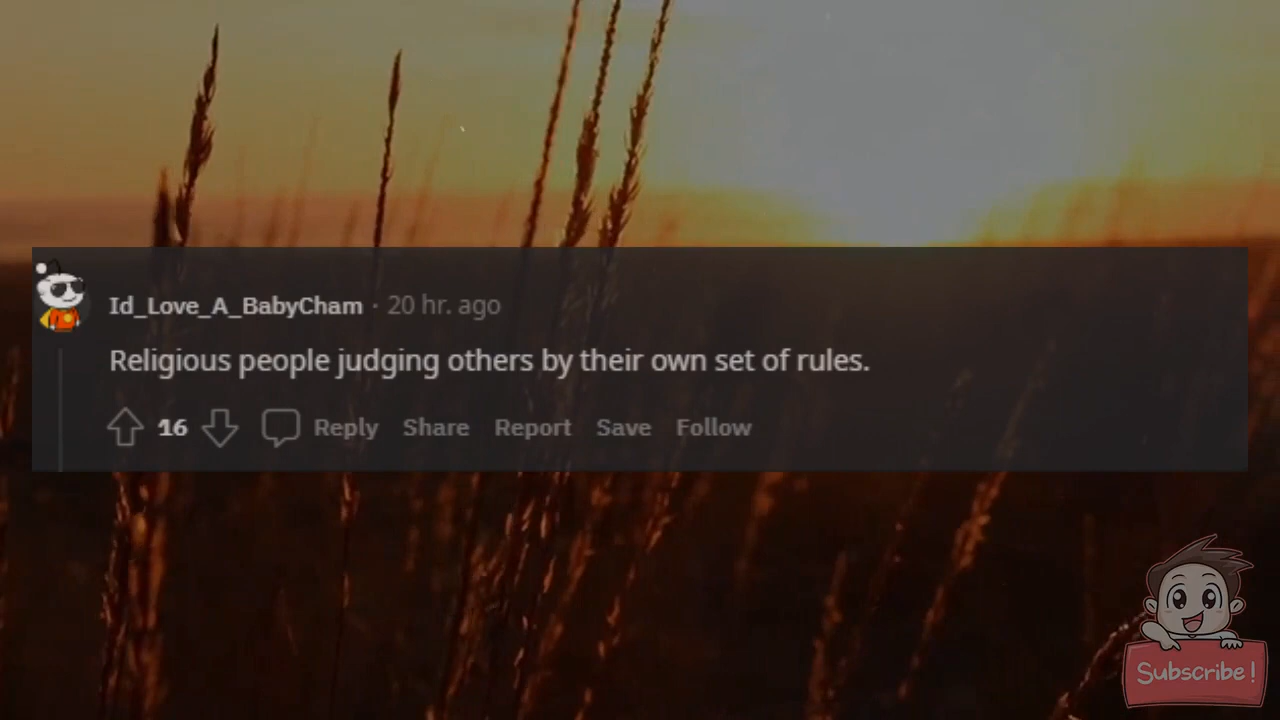 Id_Love_A_BabyCham · 20 hr. ago
Religious people judging others by their own set of rules.
16 Reply Share Report Save Follow
Subscribe!